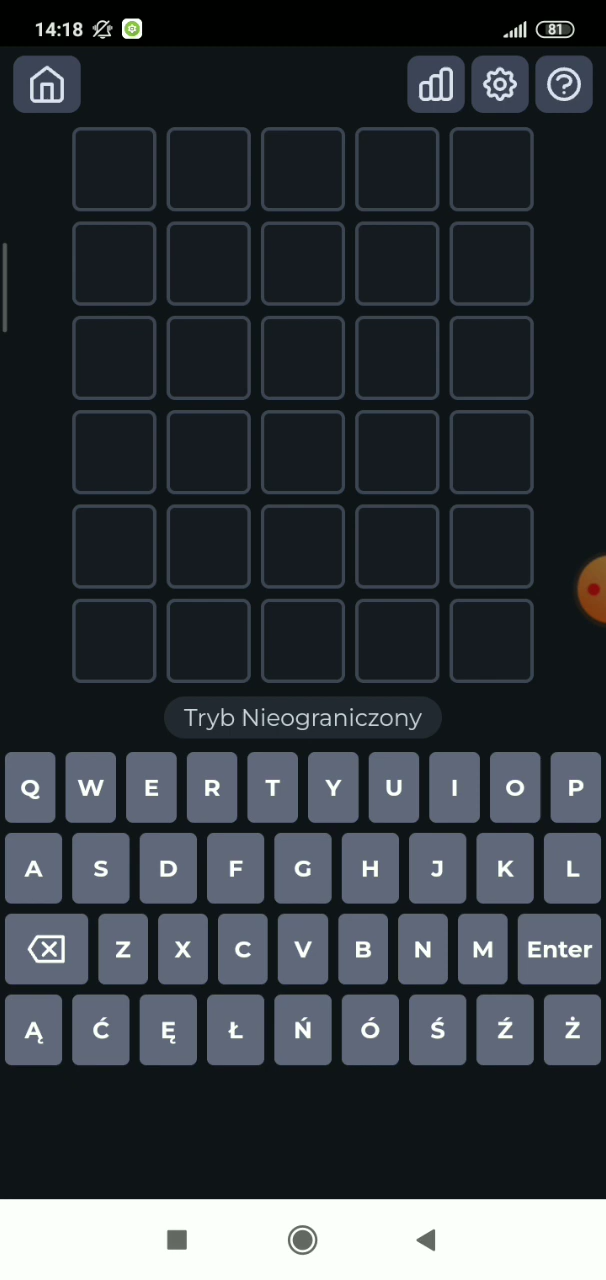 14:18 81
Tryb Nieograniczony
Q W E R T Y U I O P
A S D F G H J K L
Z X C V B N M Enter
Ą Ć Ę Ł Ń Ó Ś Ź Ż